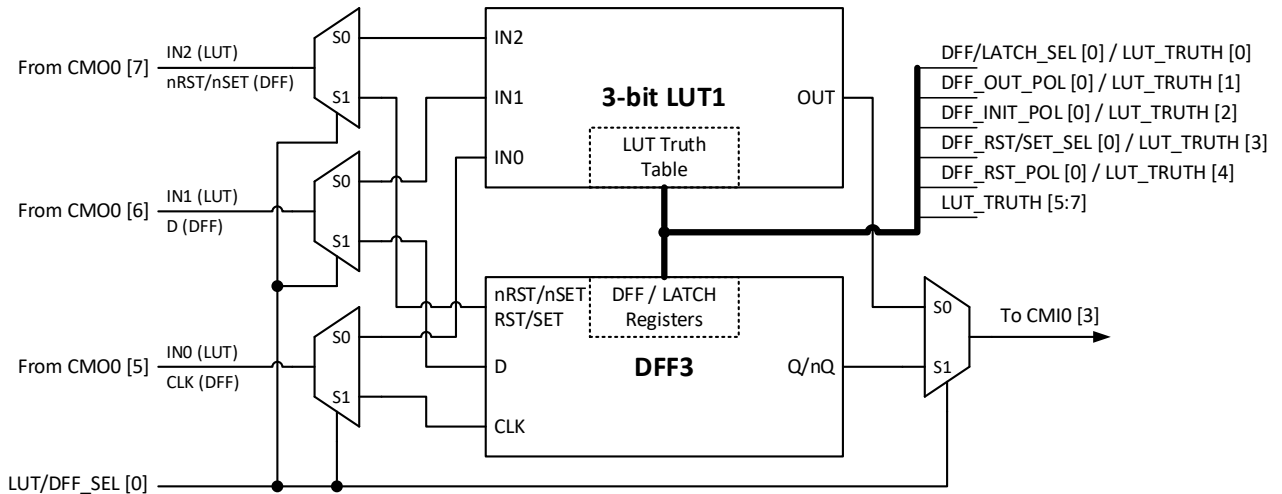 From CMO0 [7]
IN2 (LUT)
nRST/nSET (DFF)
S0
S1
From CMO0 [6]
IN1 (LUT)
D (DFF)
S0
S1
From CMO0 [5]
IN0 (LUT)
CLK (DFF)
S0
S1
LUT/DFF_SEL [0]
IN2
IN1
IN0
3-bit LUT1
OUT
LUT Truth
Table
nRST/nSET
RST/SET
D
CLK
DFF / LATCH
Registers
DFF3
Q/nQ
DFF/LATCH_SEL [0] / LUT_TRUTH [0]
DFF_OUT_POL [0] / LUT_TRUTH [1]
DFF_INIT_POL [0] / LUT_TRUTH [2]
DFF_RST/SET_SEL [0] / LUT_TRUTH [3]
DFF_RST_POL [0] / LUT_TRUTH [4]
LUT_TRUTH [5:7]
S0
S1
To CMI0 [3]